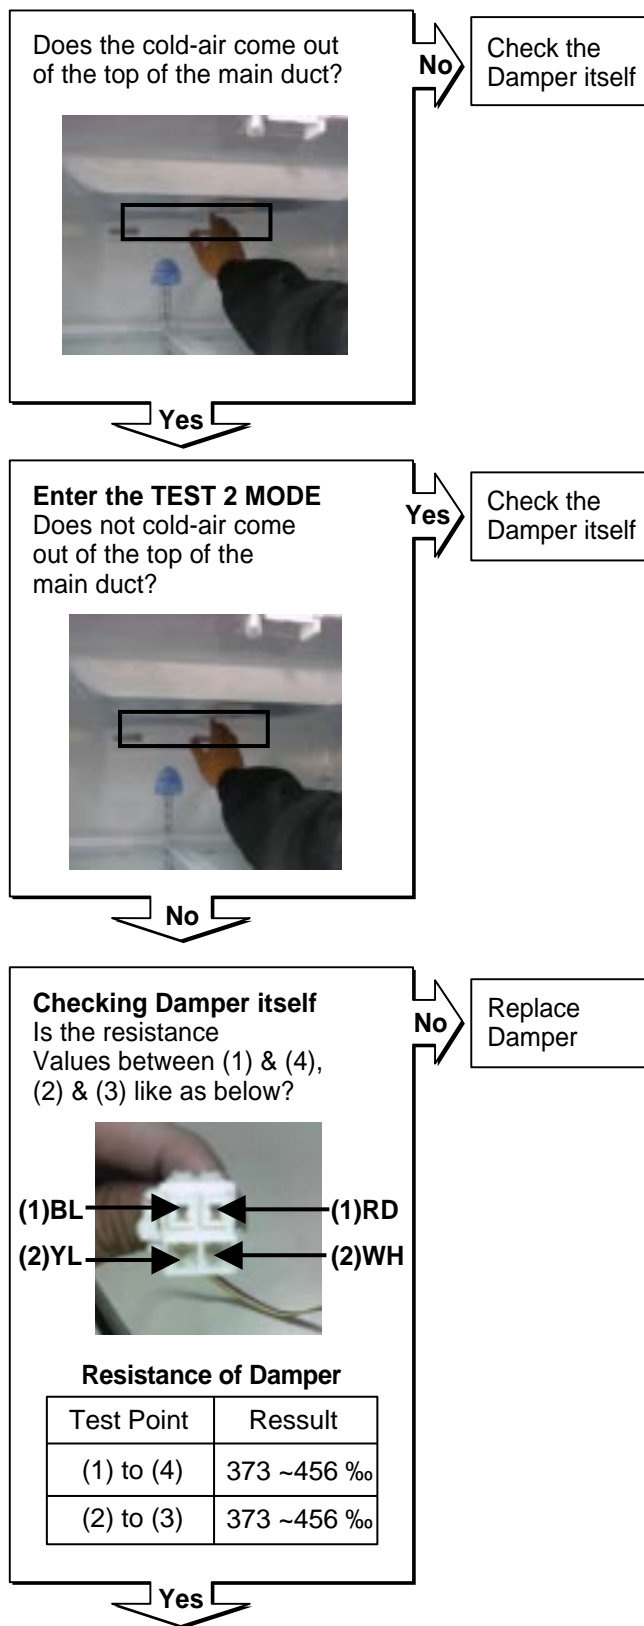 Does the cold-air come out
of the top of the main duct?
No
Check the
Damper itself
Yes
Enter the TEST 2 MODE
Does not cold-air come
out of the top of the
main duct?
Yes
Check the
Damper itself
No
Checking Damper itself
Is the resistance
Values between (1) & (4),
(2) & (3) like as below?
No
Replace
Damper
(1)BL
(1)RD
(2)YL
(2)WH
Resistance of Damper
Test Point Ressult
(1) to (4) 373 ~456 ‰
(2) to (3) 373 ~456 ‰
Yes